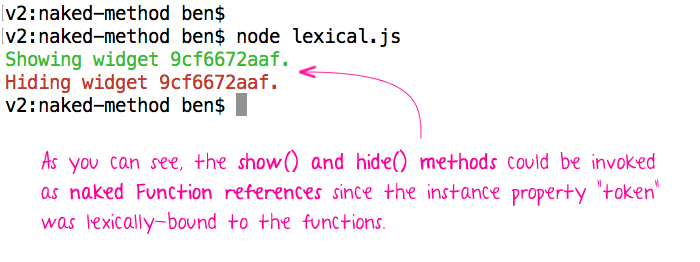 [v2:naked-method ben$
[v2:naked-method ben$ node lexical.js
Showing widget 9cf6672aaf.
Hiding widget 9cf6672aaf.
v2:naked-method ben$
As you can see, the show() and hide() methods could be invoked
as naked Function references since the instance property "token"
was lexically-bound to the functions.